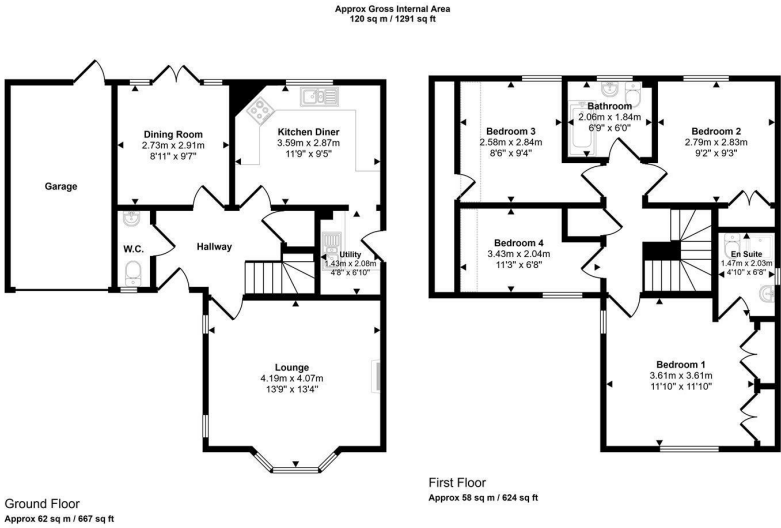 Approx Gross Internal Area
120 sq m / 1291 sq ft
Garage
Dining Room
2.73m x 2.91m
8'11" x 9'7"
Kitchen Diner
3.59m x 2.87m
11'9" x 9'5"
W.C.
Hallway
Utility
1.43m x 2.08m
4'8" x 6'10"
Lounge
4.19m x 4.07m
13'9" x 13'4"
Ground Floor
Approx 62 sq m / 667 sq ft
Bedroom 3
2.58m x 2.84m
8'6" x 9'4"
Bathroom
2.06m x 1.84m
6'9" x 6'0"
Bedroom 2
2.79m x 2.83m
9'2" x 9'3"
Bedroom 4
3.43m x 2.04m
11'3" x 6'8"
En Suite
1.47m x 2.03m
4'10" x 6'8"
Bedroom 1
3.61m x 3.61m
11'10" x 11'10"
First Floor
Approx 58 sq m / 624 sq ft